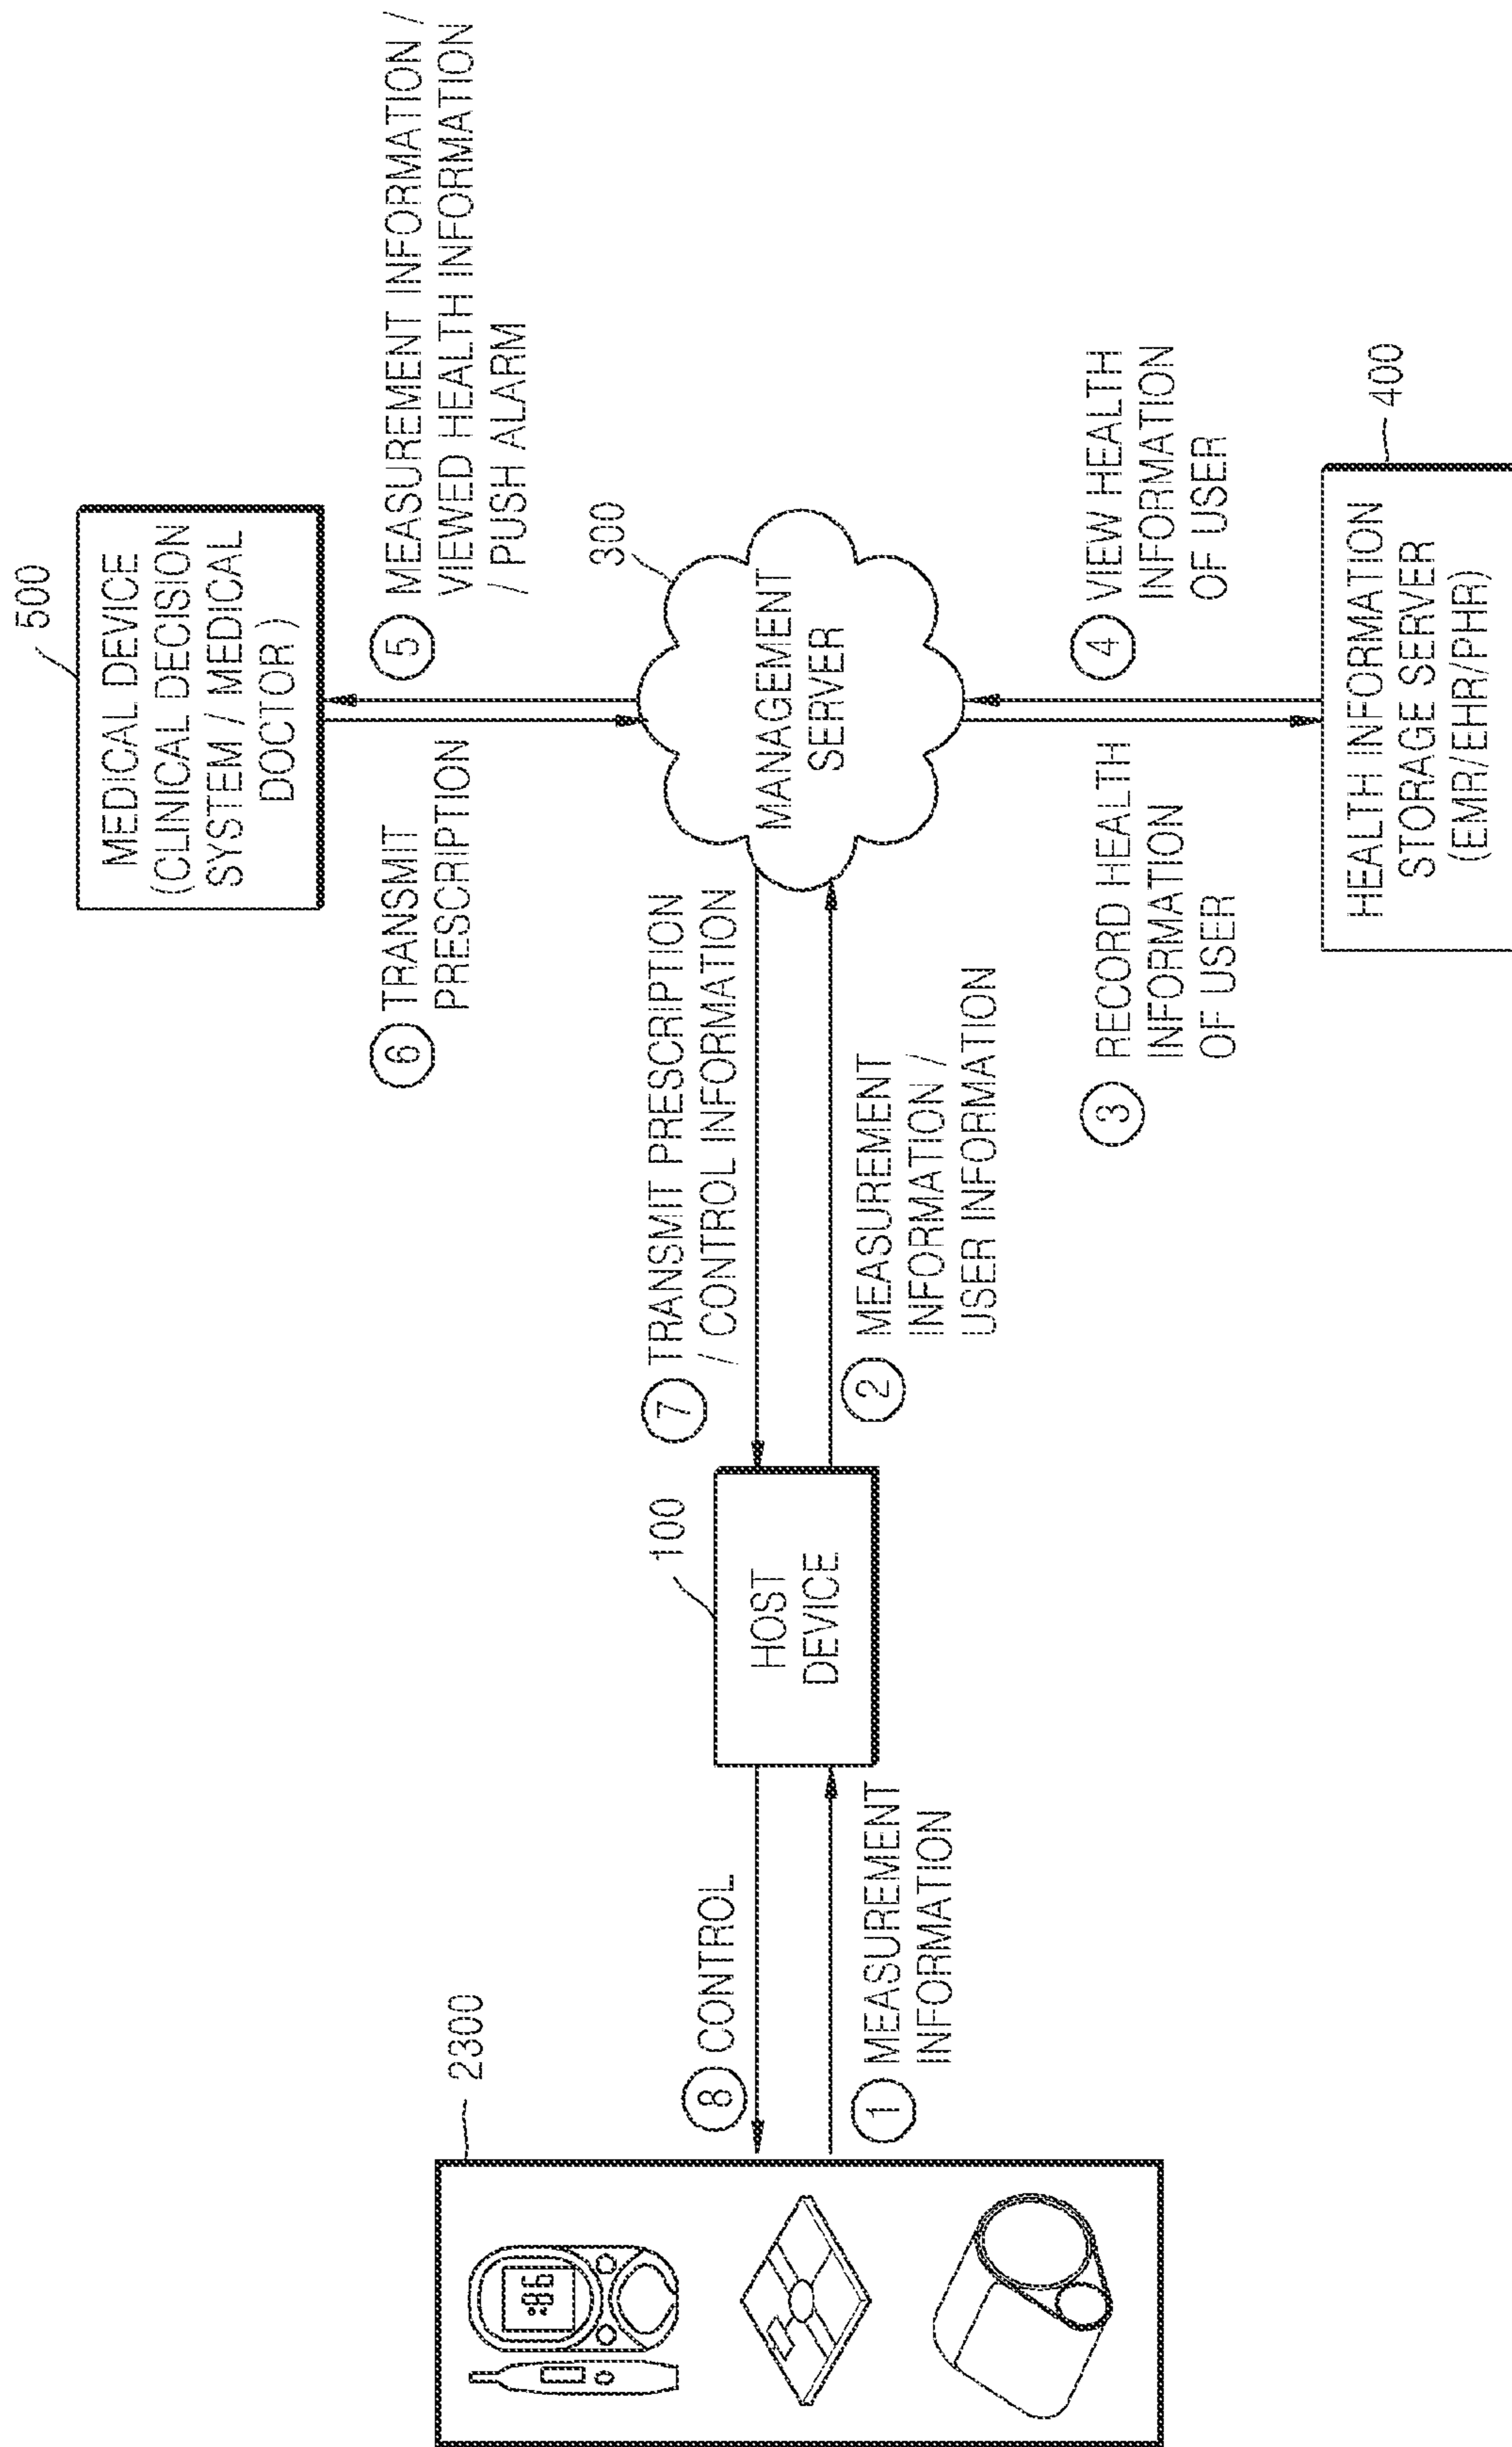 500
MEDICAL DEVICE
(CLINICAL DECISION
SYSTEM / MEDICAL
DOCTOR )
⑤ MEASUREMENT INFORMATION /
VIEWED HEALTH INFORMATION
/ PUSH ALARM
⑥ TRANSMIT
PRESCRIPTION
300
MANAGEMENT
SERVER
⑦ TRANSMIT PRESCRIPTION
/ CONTROL INFORMATION
② MEASUREMENT
INFORMATION /
USER INFORMATION
100
HOST
DEVICE
2300
⑧ CONTROL
① MEASUREMENT
INFORMATION
86
③ RECORD HEALTH
INFORMATION
OF USER
④ VIEW HEALTH
INFORMATION
OF USER
400
HEALTH INFORMATION
STORAGE SERVER
(EMR/EHR/PHR)